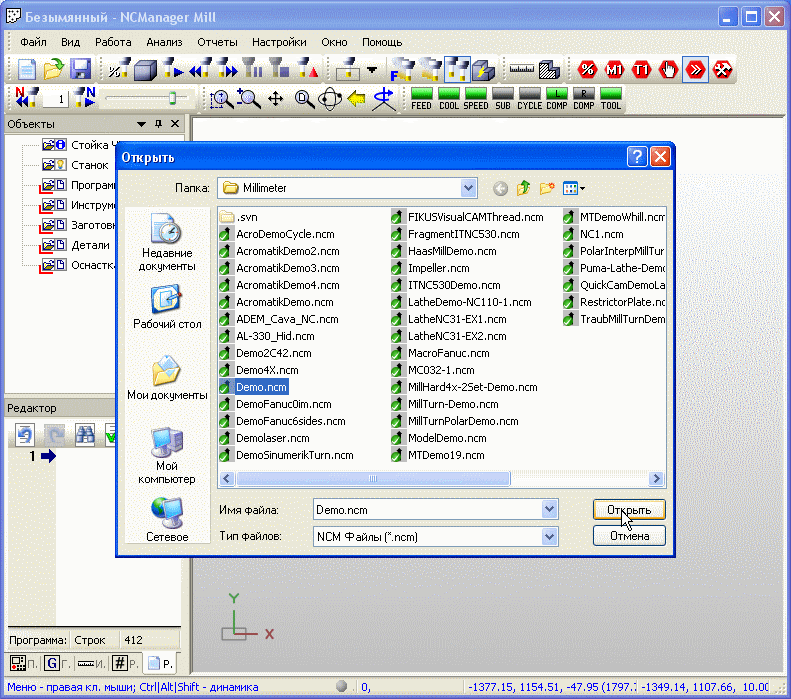 Безымянный - NCManager Mill
Файл Вид Работа Анализ Отчеты Настройки Окно Помощь
% F % M1 T1
N 1 N FEED COOL SPEED SUB CYCLE L COMP R COMP TOOL
Объекты
Стойка Ч
Станок
Програм
Инструм
Заготовк
Детали
Оснастка
Редактор
1
Открыть
Папка: Millimeter
Недавние документы
Рабочий стол
Мои документы
Мой компьютер
Сетевое
.svn
AcroDemoCycle.ncm
AcromatikDemo2.ncm
AcromatikDemo3.ncm
AcromatikDemo4.ncm
AcromatikDemo.ncm
ADEM_Cava_NC.ncm
AL-330_Hid.ncm
Demo2C42.ncm
Demo4X.ncm
Demo.ncm
DemoFanuc0im.ncm
DemoFanuc6sides.ncm
Demolaser.ncm
DemoSinumerikTurn.ncm
FIKUSVisualCAMThread.ncm
FragmentITNC530.ncm
HaasMillDemo.ncm
Impeller.ncm
ITNC530Demo.ncm
LatheDemo-NC110-1.ncm
LatheNC31-EX1.ncm
LatheNC31-EX2.ncm
MacroFanuc.ncm
MC032-1.ncm
MillHard4x-2Set-Demo.ncm
MillTurn-Demo.ncm
MillTurnPolarDemo.ncm
ModelDemo.ncm
MTDemo19.ncm
MTDemoWhill.ncm
NC1.ncm
PolarInterpMillTur
Puma-Lathe-Demo
QuickCamDemoLa
RestrictorPlate.nc
TraubMillTurnDem
Имя файла: Demo.ncm Открыть
Тип файлов: NCM Файлы (*.ncm) Отмена
Y
X
Программа: Строк 412
П. G Г. И. # Р. Р.
Меню - правая кл. мыши; Ctrl|Alt|Shift - динамика 0, -1377.15, 1154.51, -47.95 (1797.: -1349.14, 1107.66, 10.00